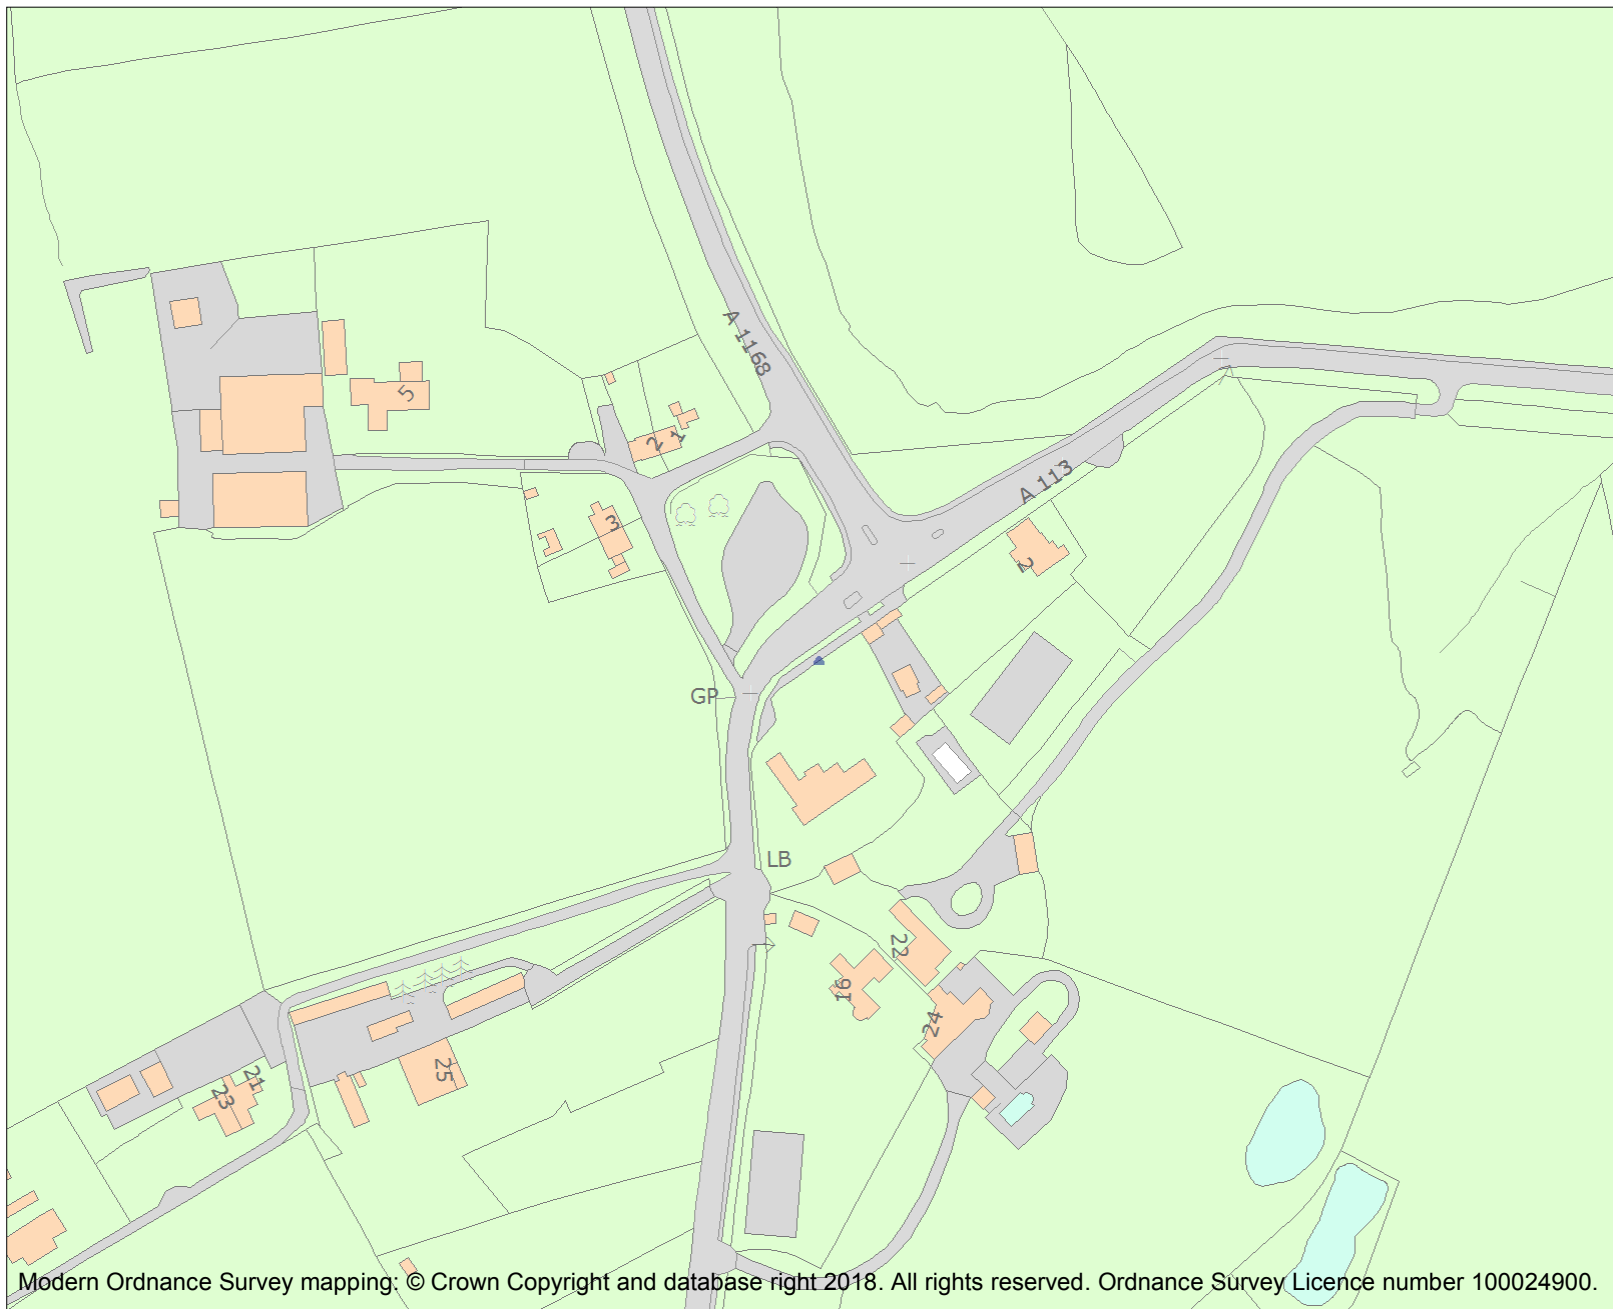 A 1168
5
2
1
A 113
3
2
GP
LB
22
16
24
25
21
23
Modern Ordnance Survey mapping: © Crown Copyright and database right 2018. All rights reserved. Ordnance Survey Licence number 100024900.